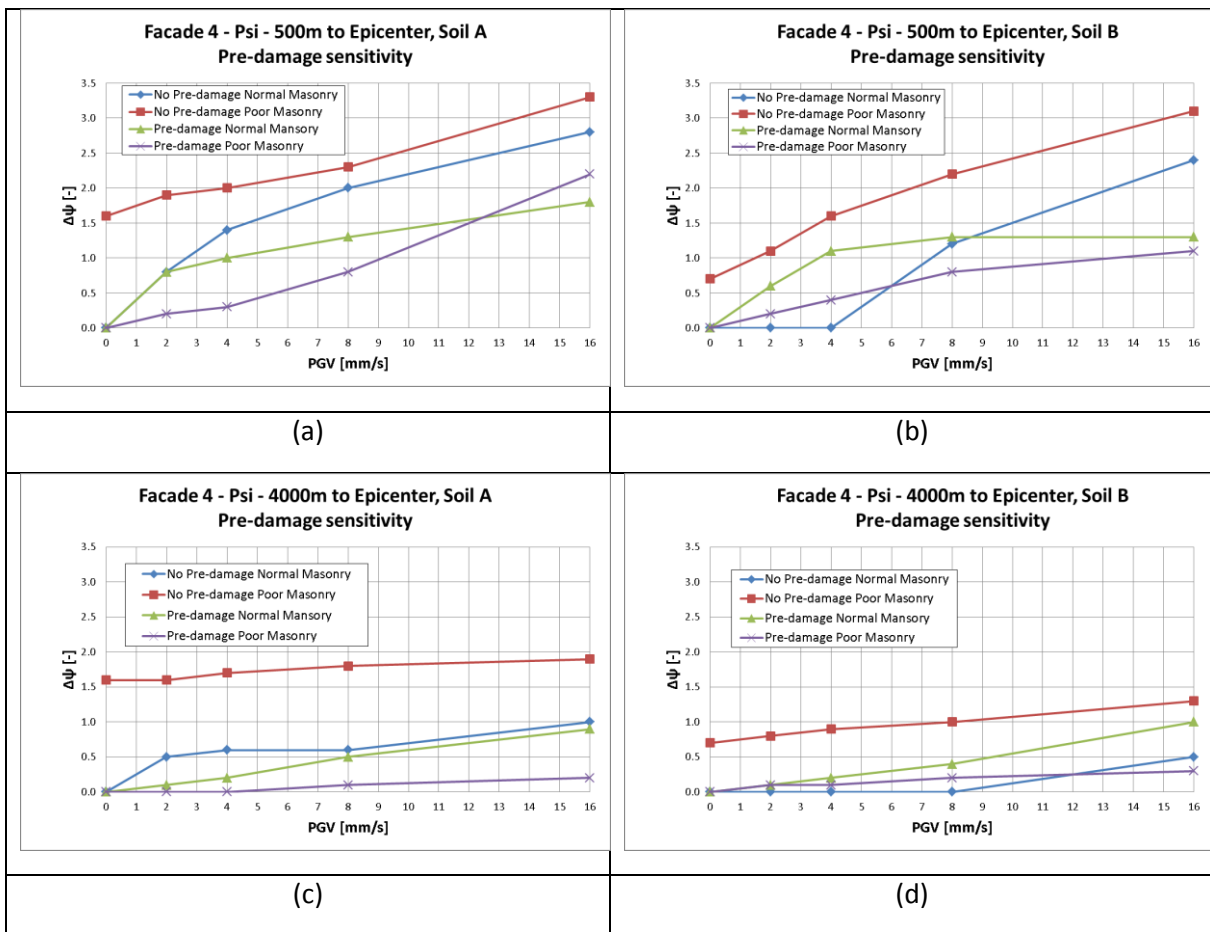 Facade 4 - Psi - 500m to Epicenter, Soil A
Pre-damage sensitivity
3.5
3.0
2.5
2.0
1.5
1.0
0.5
0.0
Δψ [-]
No Pre-damage Normal Masonry
No Pre-damage Poor Masonry
Pre-damage Normal Mansory
Pre-damage Poor Masonry
0 1 2 3 4 5 6 7 8 9 10 11 12 13 14 15 16
PGV [mm/s]
(a)
Facade 4 - Psi - 500m to Epicenter, Soil B
Pre-damage sensitivity
3.5
3.0
2.5
2.0
1.5
1.0
0.5
0.0
Δψ [-]
No Pre-damage Normal Masonry
No Pre-damage Poor Masonry
Pre-damage Normal Mansory
Pre-damage Poor Masonry
0 1 2 3 4 5 6 7 8 9 10 11 12 13 14 15 16
PGV [mm/s]
(b)
Facade 4 - Psi - 4000m to Epicenter, Soil A
Pre-damage sensitivity
3.5
3.0
2.5
2.0
1.5
1.0
0.5
0.0
Δψ [-]
No Pre-damage Normal Masonry
No Pre-damage Poor Masonry
Pre-damage Normal Mansory
Pre-damage Poor Masonry
0 1 2 3 4 5 6 7 8 9 10 11 12 13 14 15 16
PGV [mm/s]
(c)
Facade 4 - Psi - 4000m to Epicenter, Soil B
Pre-damage sensitivity
3.5
3.0
2.5
2.0
1.5
1.0
0.5
0.0
Δψ [-]
No Pre-damage Normal Masonry
No Pre-damage Poor Masonry
Pre-damage Normal Mansory
Pre-damage Poor Masonry
0 1 2 3 4 5 6 7 8 9 10 11 12 13 14 15 16
PGV [mm/s]
(d)